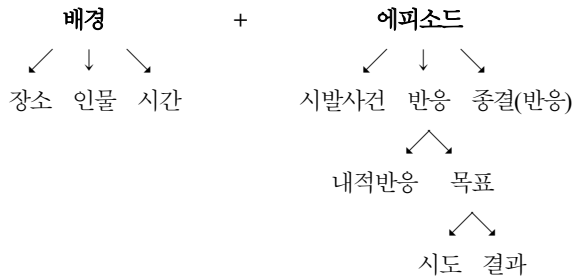 배경 + 에피소드
장소 인물 시간 시발사건 반응 종결(반응)
내적반응 목표
시도 결과